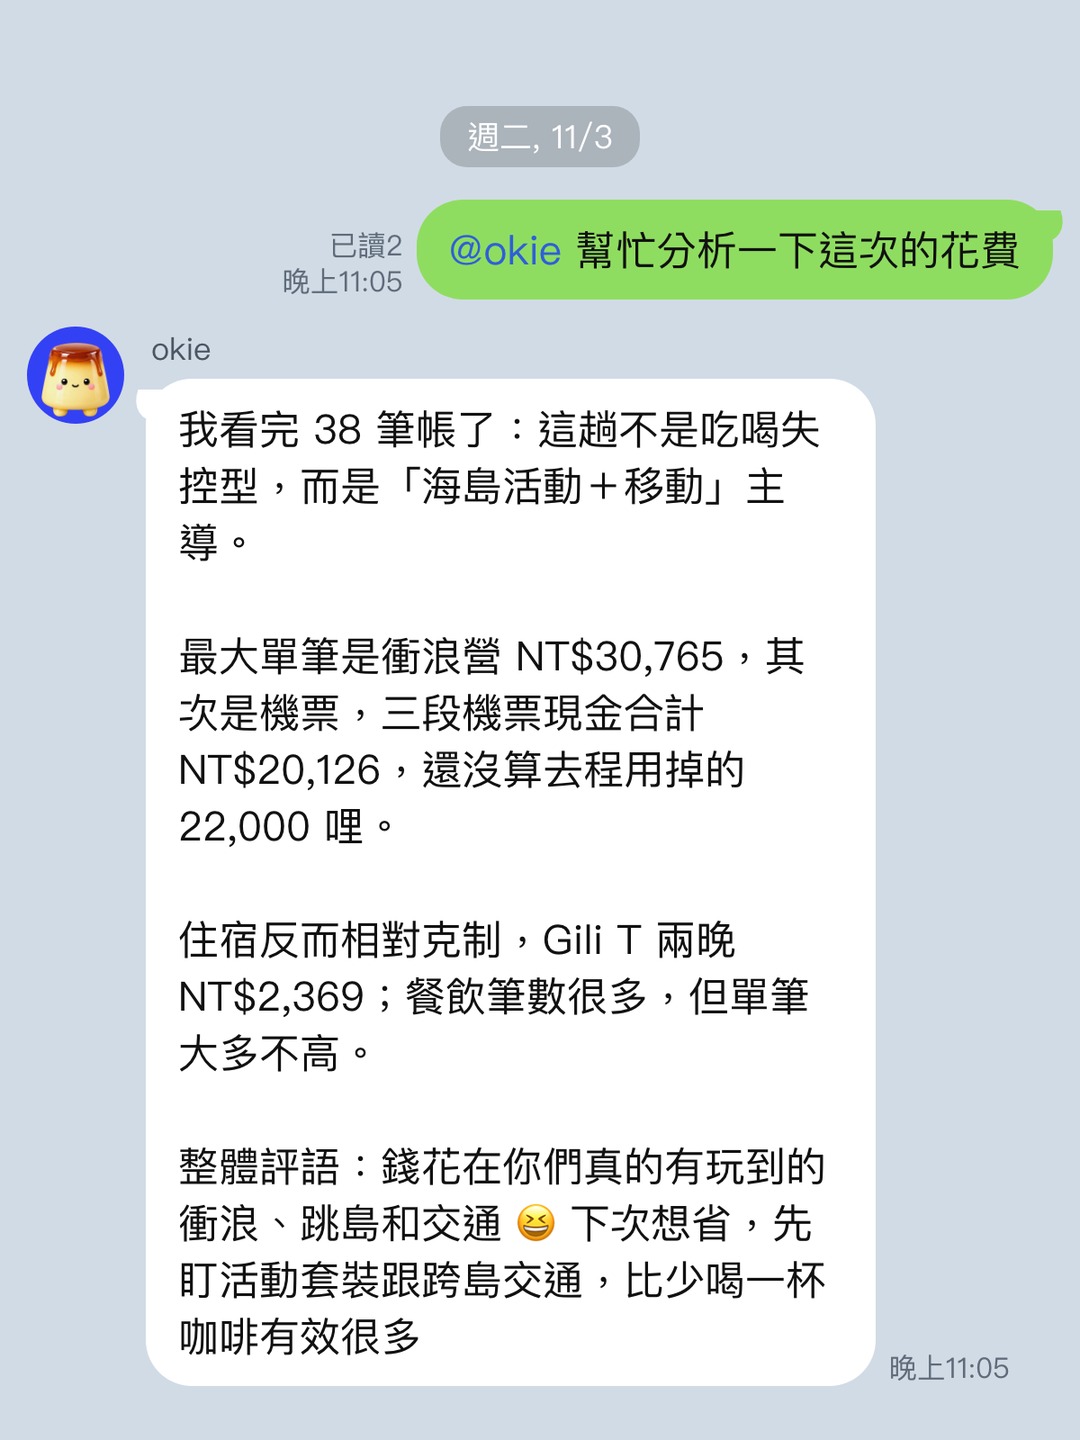 週二, 11/3
@okie 幫忙分析一下這次的花費
已讀2
晚上11:05
okie
我看完 38 筆帳了：這趟不是吃喝失
控型，而是「海島活動＋移動」主
導。
最大單筆是衝浪營 NT$30,765，其
次是機票，三段機票現金合計
NT$20,126，還沒算去程用掉的
22,000 哩。
住宿反而相對克制，Gili T 兩晚
NT$2,369；餐飲筆數很多，但單筆
大多不高。
整體評語：錢花在你們真的有玩到的
衝浪、跳島和交通 😆 下次想省，先
盯活動套裝跟跨島交通，比少喝一杯
咖啡有效很多
晚上11:05